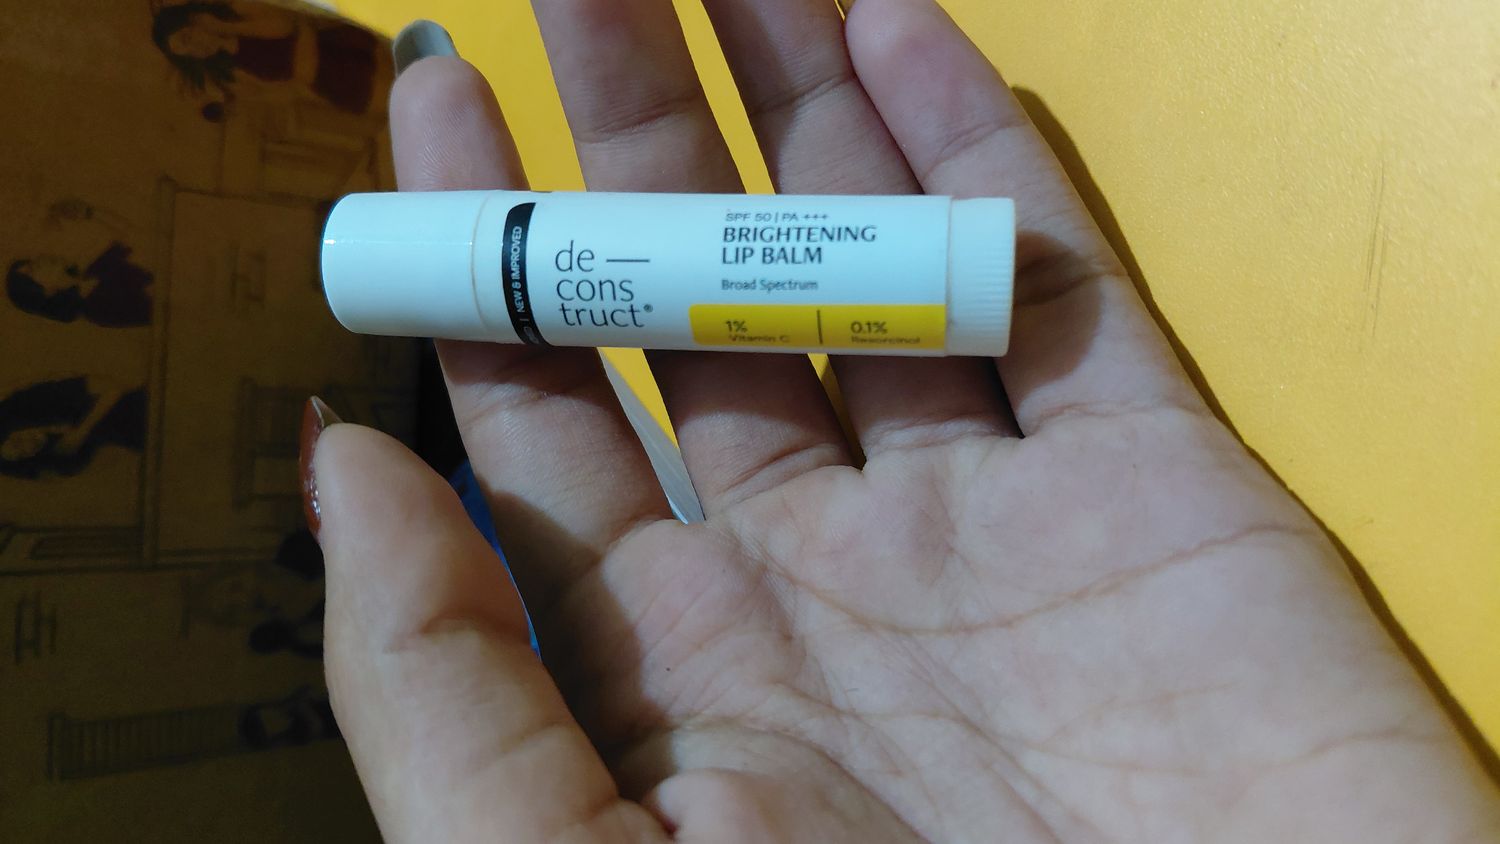 NEW & IMPROVED
de —
cons
truct®
SPF 50 | PA +++
BRIGHTENING
LIP BALM
Broad Spectrum
1%
Vitamin C
0.1%
Resorcinol